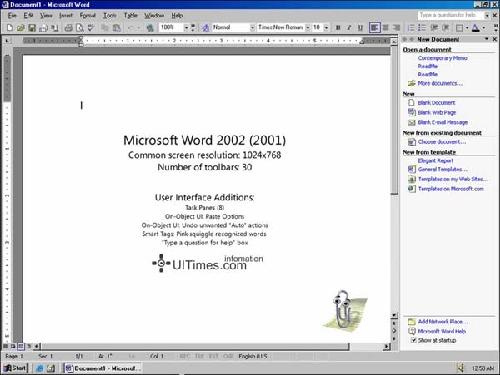 Document1 - Microsoft Word
File Edit View Insert Format Tools Table Window Help
Type a question for help
100%
Normal
Times New Roman
10
New Document
Open a document
Contemporary Memo
ReadMe
ReadMe
More documents...
New
Blank Document
Blank Web Page
Blank E-mail Message
New from existing document
Choose document...
New from template
Elegant Report
General Templates...
Templates on my Web Sites...
Templates on Microsoft.com
Microsoft Word 2002 (2001)
Common screen resolution: 1024x768
Number of toolbars: 30
User Interface Additions:
Task Panes (8)
On-Object UI: Paste Options
On-Object UI: Undo unwanted "Auto" actions
Smart Tags: Pink squiggle recognized words
"Type a question for help" box
infomation
UITimes.com
Add Network Place...
Microsoft Word Help
Show at startup
Page 1 Sec 1 1/1 At 1" Ln 1 Col 1 REC TRK EXT OVR English (U.S.
Start
Document1 - Microsof...
12:50 AM